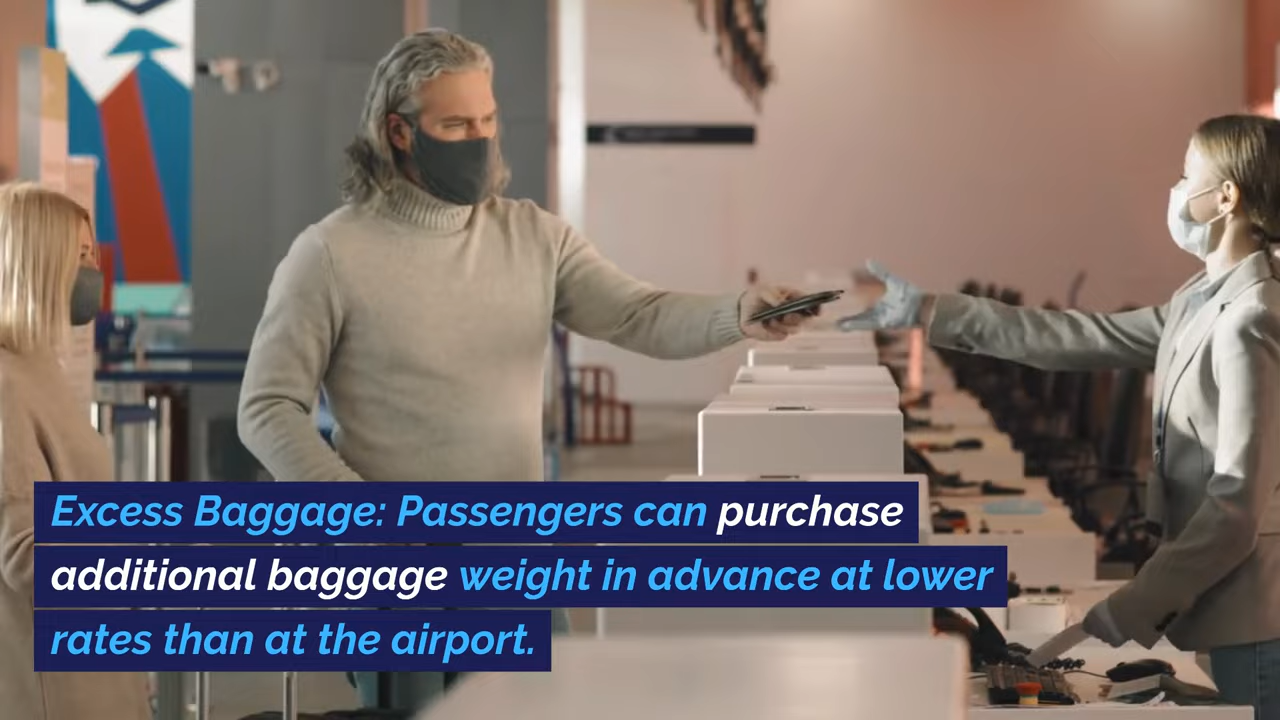 Excess Baggage: Passengers can purchase
additional baggage weight in advance at lower
rates than at the airport.